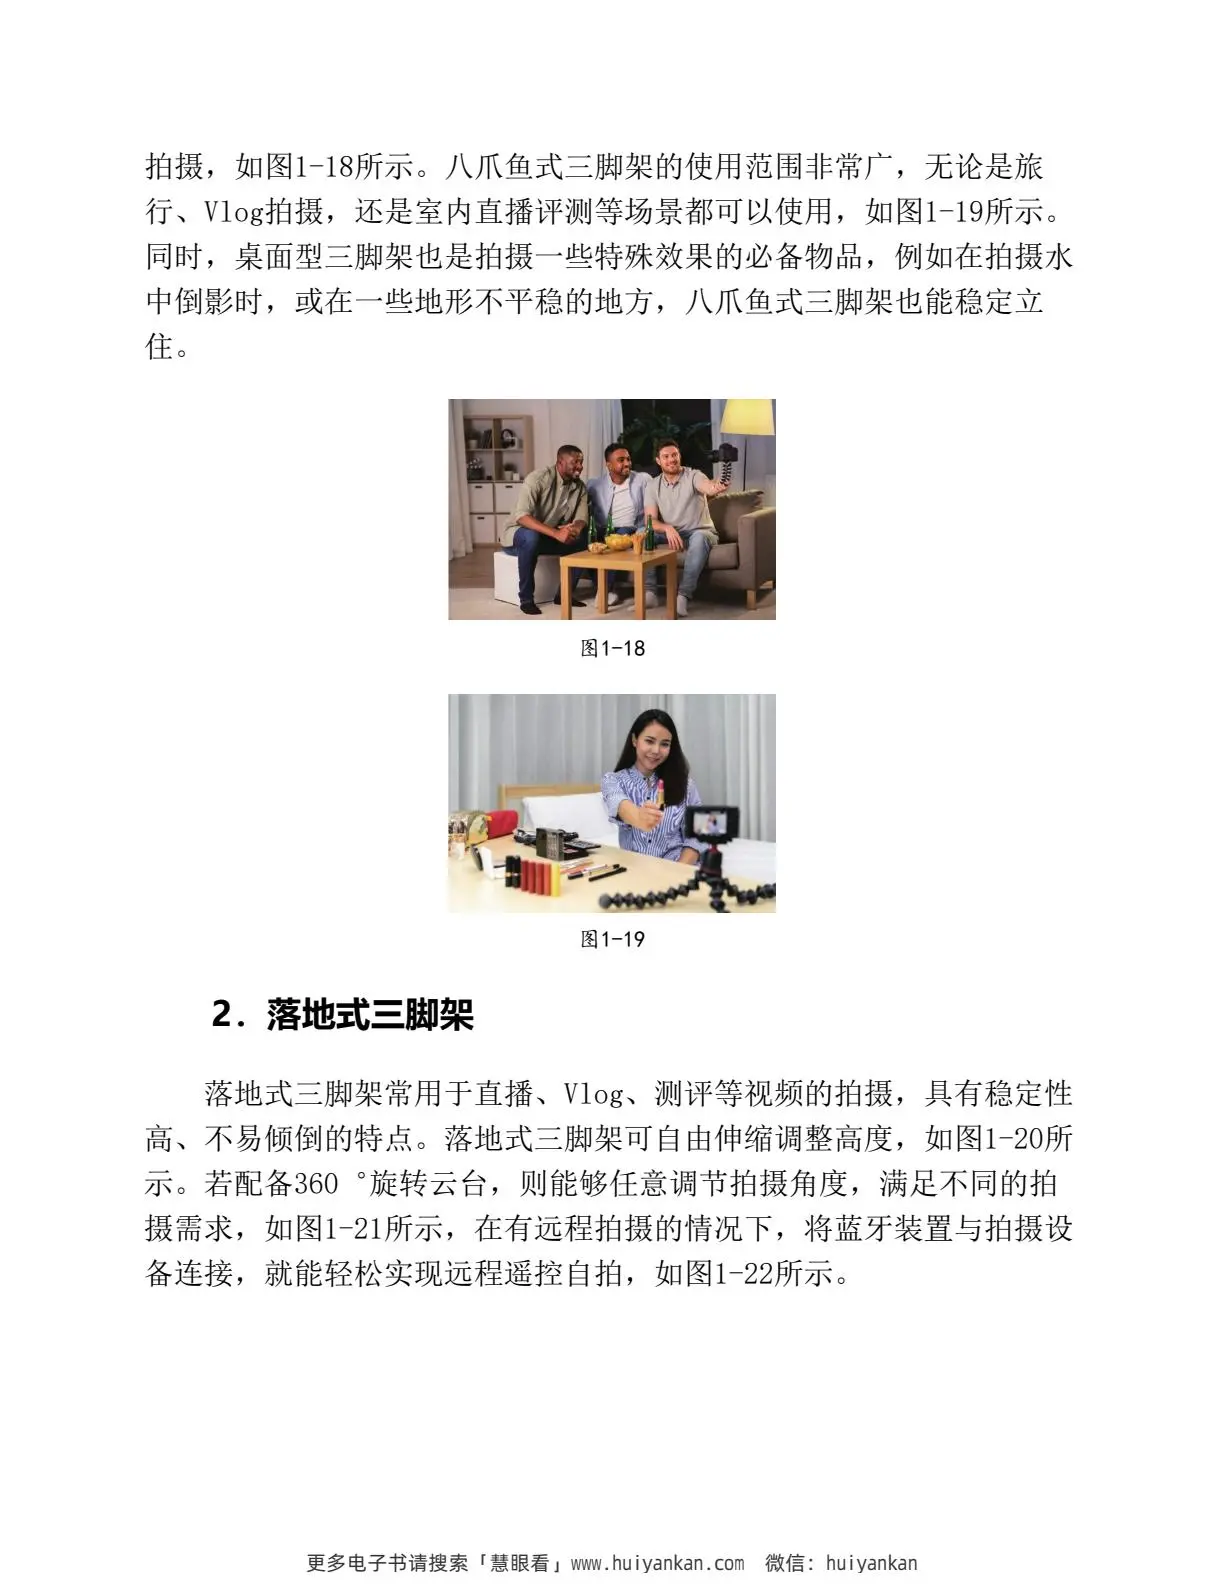 拍摄，如图1-18所示。八爪鱼式三脚架的使用范围非常广，无论是旅
行、Vlog拍摄，还是室内直播评测等场景都可以使用，如图1-19所示。
同时，桌面型三脚架也是拍摄一些特殊效果的必备物品，例如在拍摄水
中倒影时，或在一些地形不平稳的地方，八爪鱼式三脚架也能稳定立
住。
图1-18
图1-19
2．落地式三脚架
落地式三脚架常用于直播、Vlog、测评等视频的拍摄，具有稳定性
高、不易倾倒的特点。落地式三脚架可自由伸缩调整高度，如图1-20所
示。若配备360 °旋转云台，则能够任意调节拍摄角度，满足不同的拍
摄需求，如图1-21所示，在有远程拍摄的情况下，将蓝牙装置与拍摄设
备连接，就能轻松实现远程遥控自拍，如图1-22所示。
更多电子书请搜索「慧眼看」www.huiyankan.com 微信：huiyankan